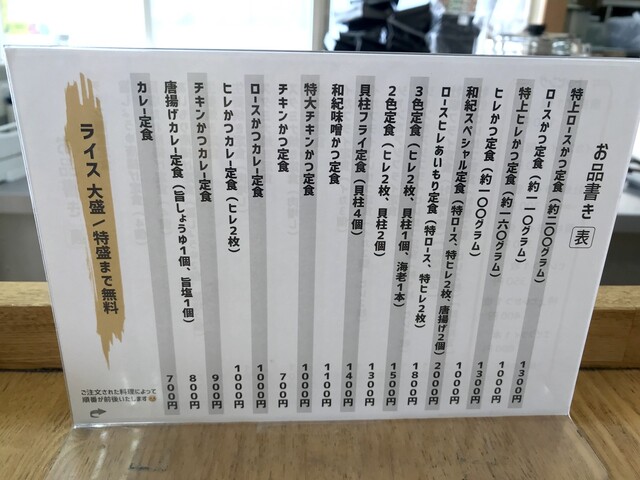 お品書き 表
特上ロースかつ定食(約二〇〇グラム) 1300円
ロースかつ定食(約一一〇グラム) 1000円
特上ヒレかつ定食(約一六〇グラム) 1300円
ヒレかつ定食(約一〇〇グラム) 1000円
和紀スペシャル定食(特ロース、特ヒレ2枚、唐揚げ2個) 2000円
ロースヒレあいもり定食(特ロース、特ヒレ2枚) 1800円
3色定食(ヒレ2枚、貝柱1個、海老1本) 1500円
2色定食(ヒレ2枚、貝柱2個) 1300円
貝柱フライ定食(貝柱4個) 1400円
和紀味噌かつ定食 1100円
特大チキンかつ定食 1000円
チキンかつ定食 700円
ロースかつカレー定食 1000円
ヒレかつカレー定食(ヒレ2枚) 1000円
チキンかつカレー定食 900円
唐揚げカレー定食(旨しょうゆ1個、旨塩1個) 800円
カレー定食 700円
ライス 大盛/特盛まで無料
ご注文された料理によって
順番が前後いたします